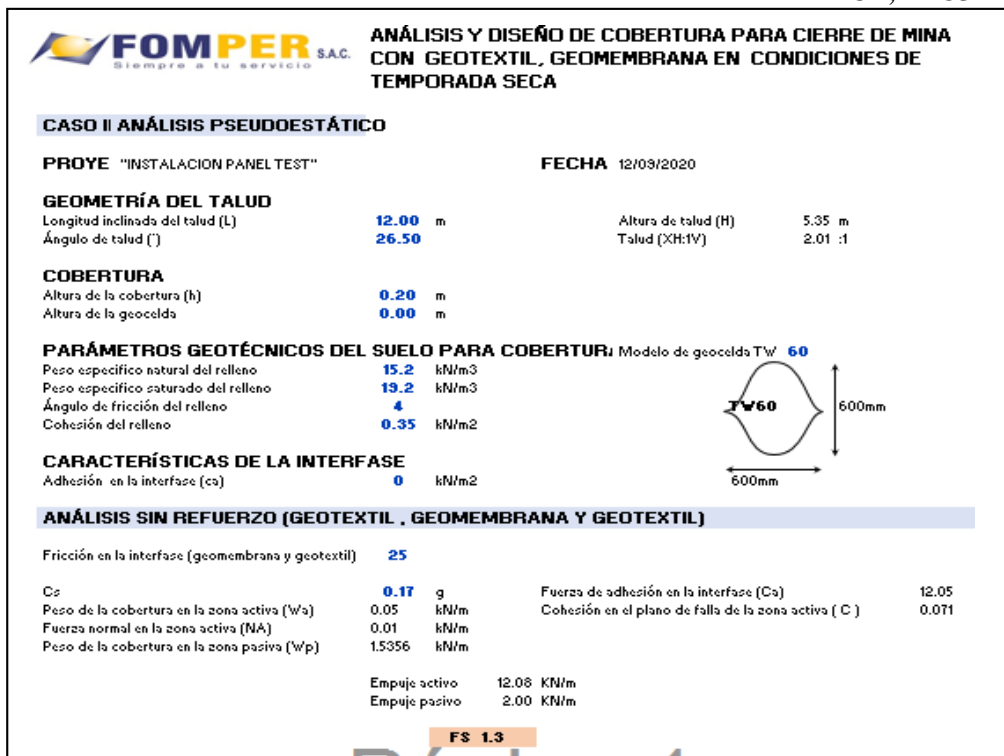 FOMPER S.A.C.
Siempre a tu servicio
ANÁLISIS Y DISEÑO DE COBERTURA PARA CIERRE DE MINA
CON GEOTEXTIL, GEOMEMBRANA EN CONDICIONES DE
TEMPORADA SECA
CASO II ANÁLISIS PSEUDOESTÁTICO
PROYE "INSTALACION PANEL TEST" FECHA 12/09/2020
GEOMETRÍA DEL TALUD
Longitud inclinada del talud (L) 12.00 m Altura de talud (H) 5.35 m
Ángulo de talud (°) 26.50 Talud (XH:1V) 2.01 :1
COBERTURA
Altura de la cobertura (h) 0.20 m
Altura de la geocelda 0.00 m
PARÁMETROS GEOTÉCNICOS DEL SUELO PARA COBERTUR Modelo de geocelda TW 60
Peso especifico natural del relleno 15.2 kN/m3
Peso especifico saturado del relleno 19.2 kN/m3
Ángulo de fricción del relleno 4
Cohesión del relleno 0.35 kN/m2
TW60
600mm
600mm
CARACTERÍSTICAS DE LA INTERFASE
Adhesión en la interfase (ca) 0 kN/m2
ANÁLISIS SIN REFUERZO (GEOTEXTIL , GEOMEMBRANA Y GEOTEXTIL)
Fricción en la interfase (geomembrana y geotextil) 25
Cs 0.17 g Fuerza de adhesión en la interfase (Ca) 12.05
Peso de la cobertura en la zona activa (Wa) 0.05 kN/m Cohesión en el plano de falla de la zona activa ( C ) 0.071
Fuerza normal en la zona activa (NA) 0.01 kN/m
Peso de la cobertura en la zona pasiva (Wp) 1.5356 kN/m
Empuje activo 12.08 KN/m
Empuje pasivo 2.00 KN/m
FS 1.3